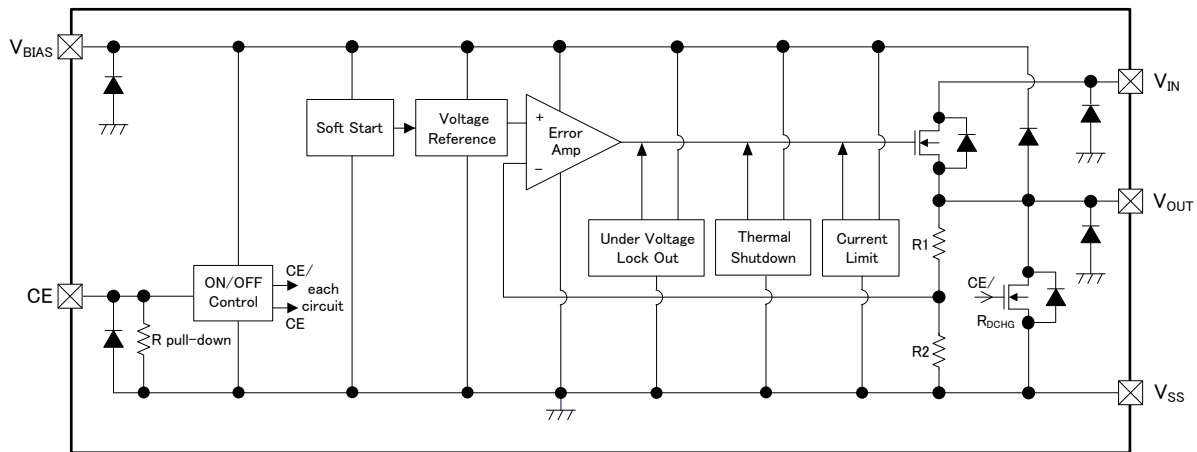 VBIAS
VIN
Soft Start
Voltage
Reference
+
Error
Amp
−
VOUT
Under Voltage
Lock Out
Thermal
Shutdown
Current
Limit
R1
CE
ON/OFF
Control
CE/
each
circuit
CE
CE/
RDCHG
R pull-down
R2
VSS